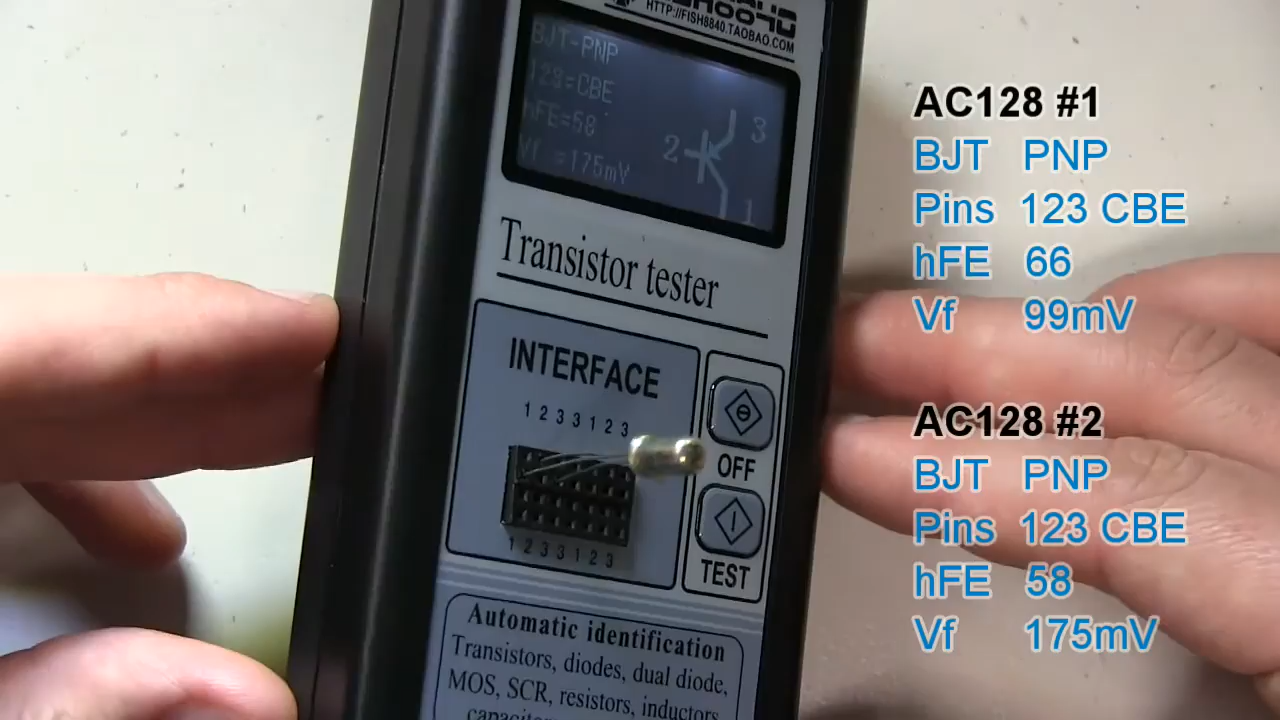 HTTP://FISH8840.TAOBAO.COM
BJT-PNP
128=CBE
hFE=58
Vf =175mV
2
3
1
Transistor tester
INTERFACE
1 2 3 3 1 2 3
1 2 3 3 1 2 3
OFF
TEST
Automatic identification
Transistors, diodes, dual diode,
MOS, SCR, resistors, inductors
AC128 #1
BJT PNP
Pins 123 CBE
hFE 66
Vf 99mV
AC128 #2
BJT PNP
Pins 123 CBE
hFE 58
Vf 175mV